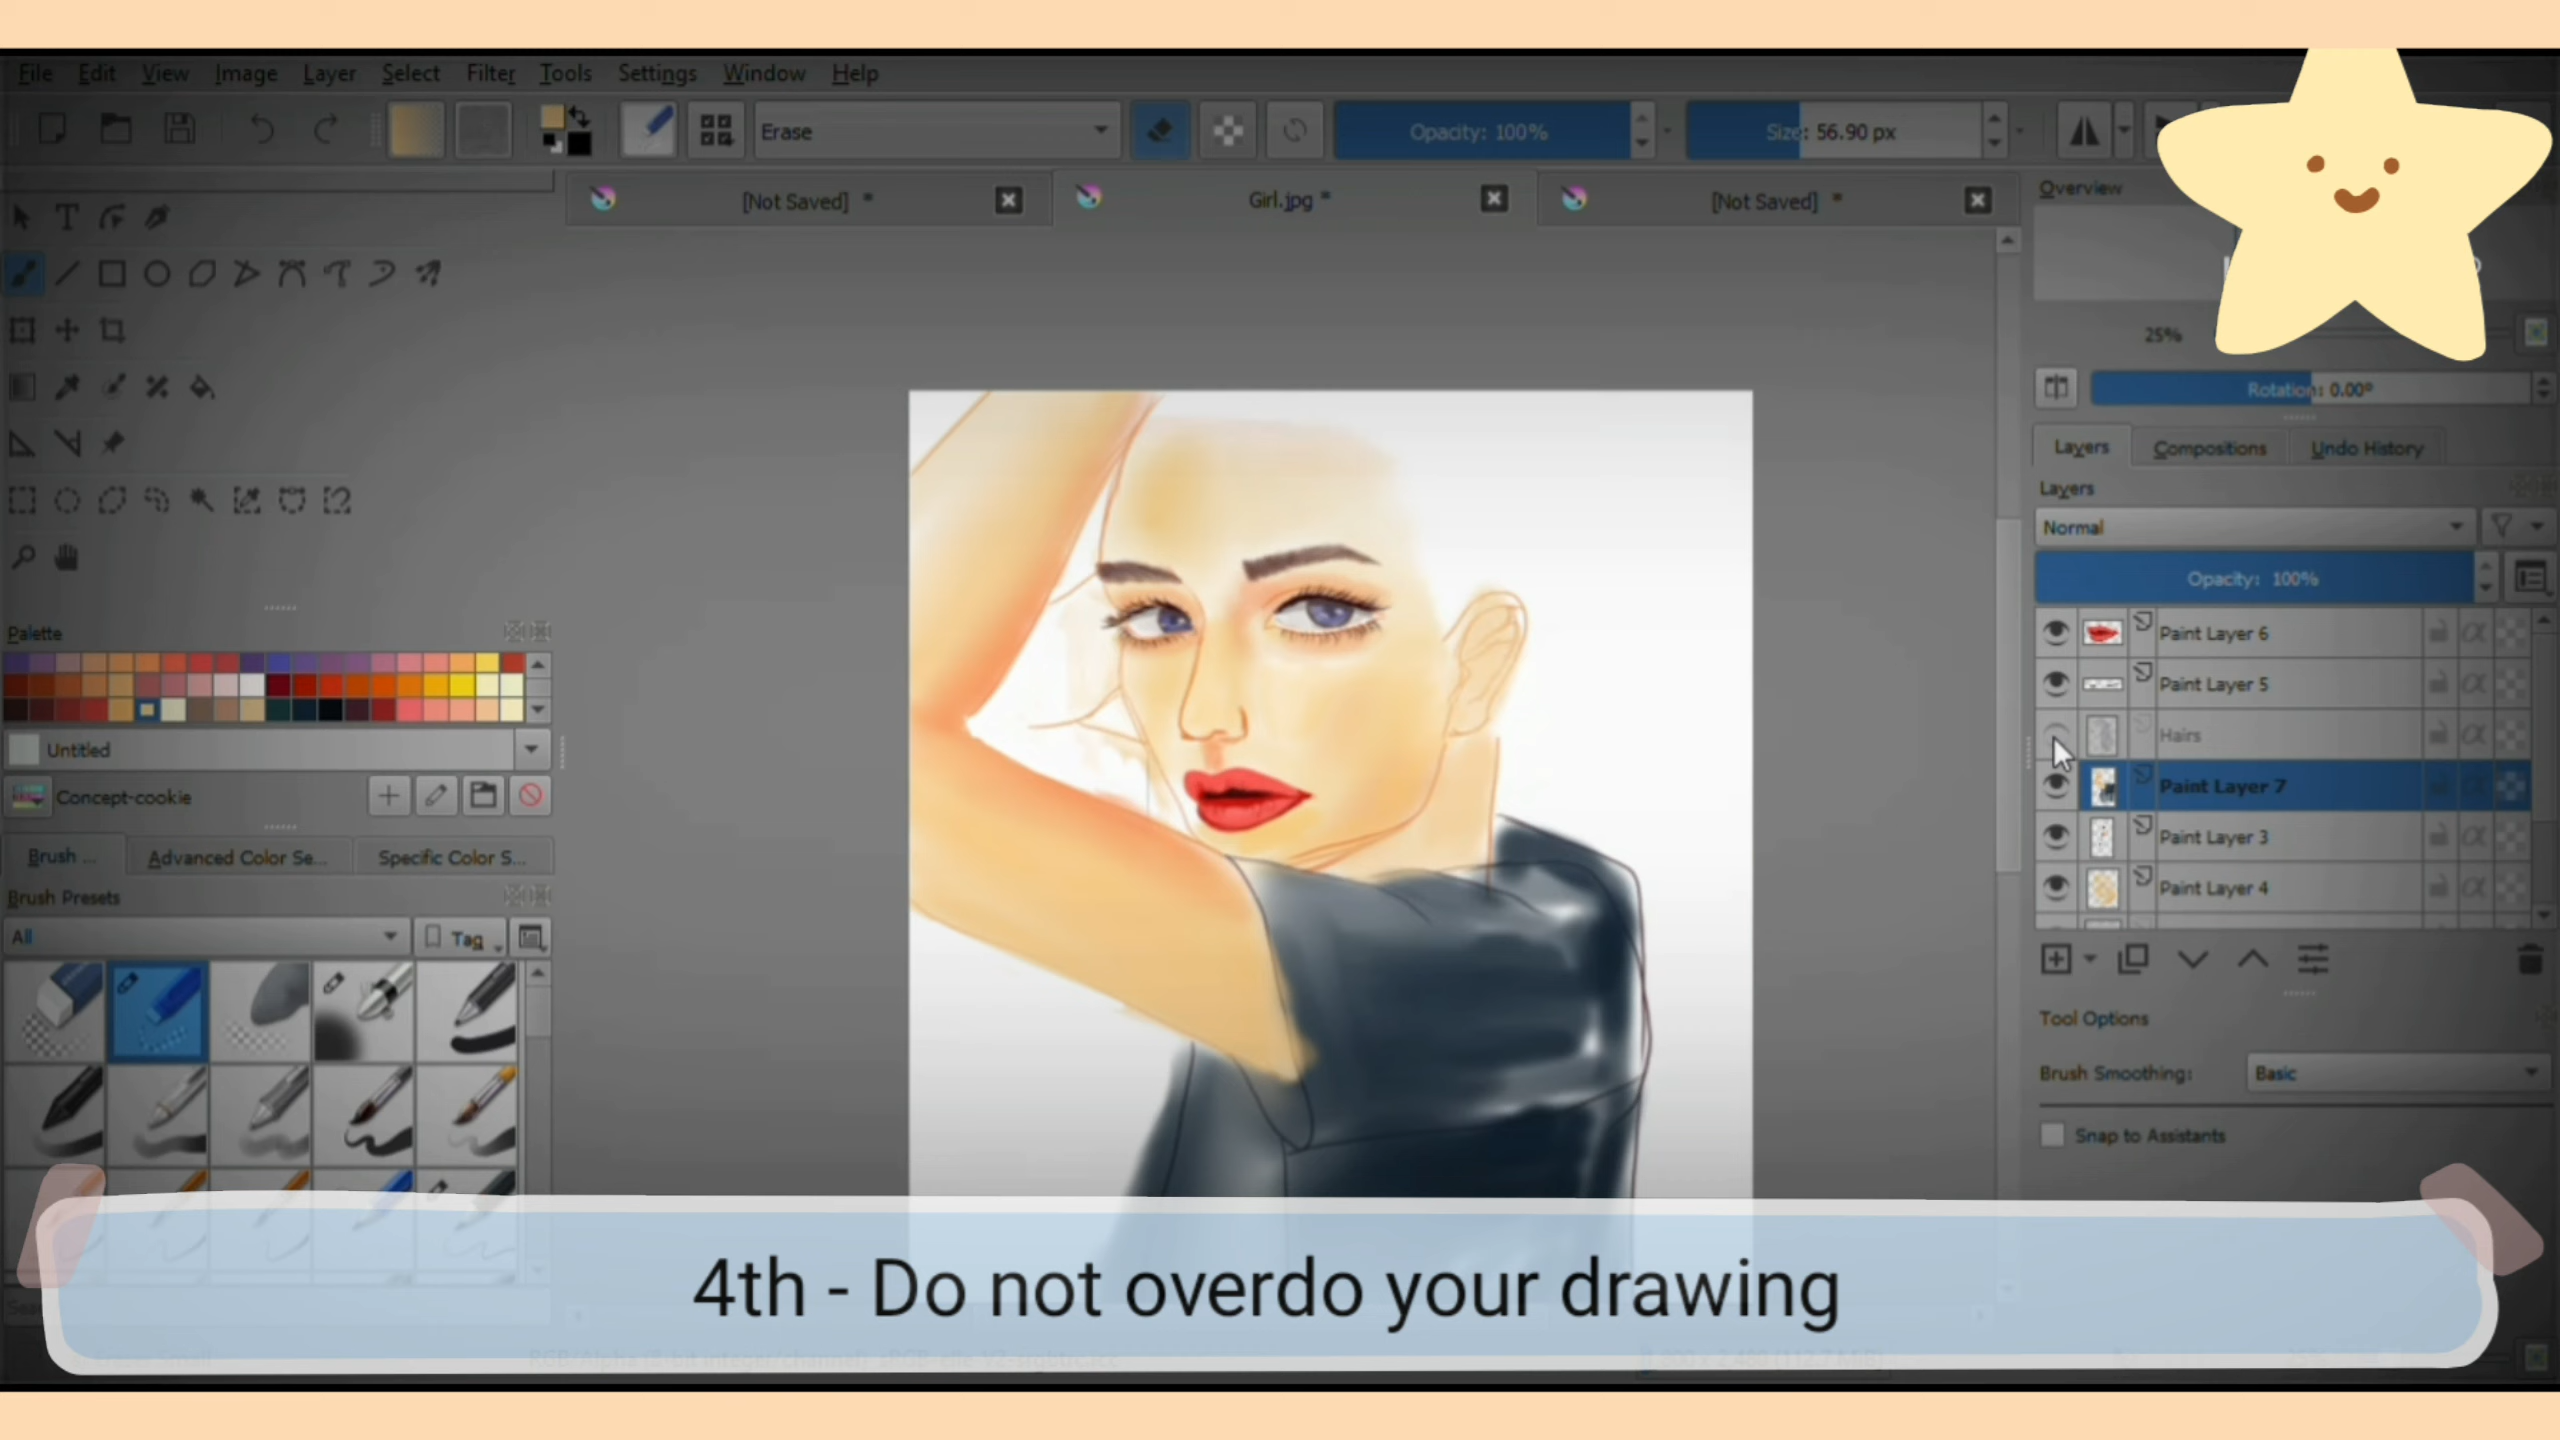 File Edit View Image Layer Select Filter Tools Settings Window Help
Erase
Opacity: 100%
Size: 56.90 px
[Not Saved] *
Girl.jpg *
[Not Saved] *
Overview
25%
Rotation: 0.00°
Layers Compositions Undo History
Layers
Normal
Opacity: 100%
Paint Layer 6
Paint Layer 5
Hairs
Paint Layer 7
Paint Layer 3
Paint Layer 4
Tool Options
Brush Smoothing: Basic
Snap to Assistants
Palette
Untitled
Concept-cookie
Brush ... Advanced Color Se... Specific Color S...
Brush Presets
All
Tag
4th - Do not overdo your drawing